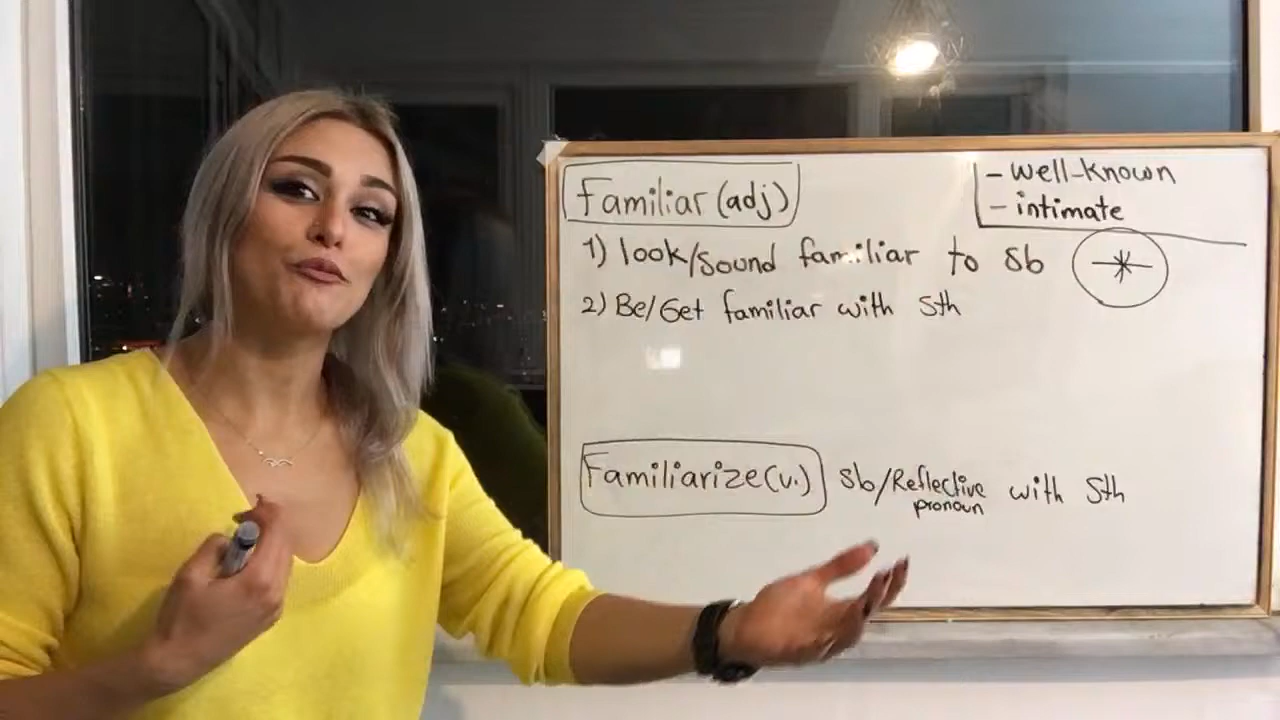 Familiar (adj)
- well-known
- intimate
1) look/sound familiar to sb
2) Be/Get familiar with sth
Familiarize (v.) sb/Reflective pronoun with sth